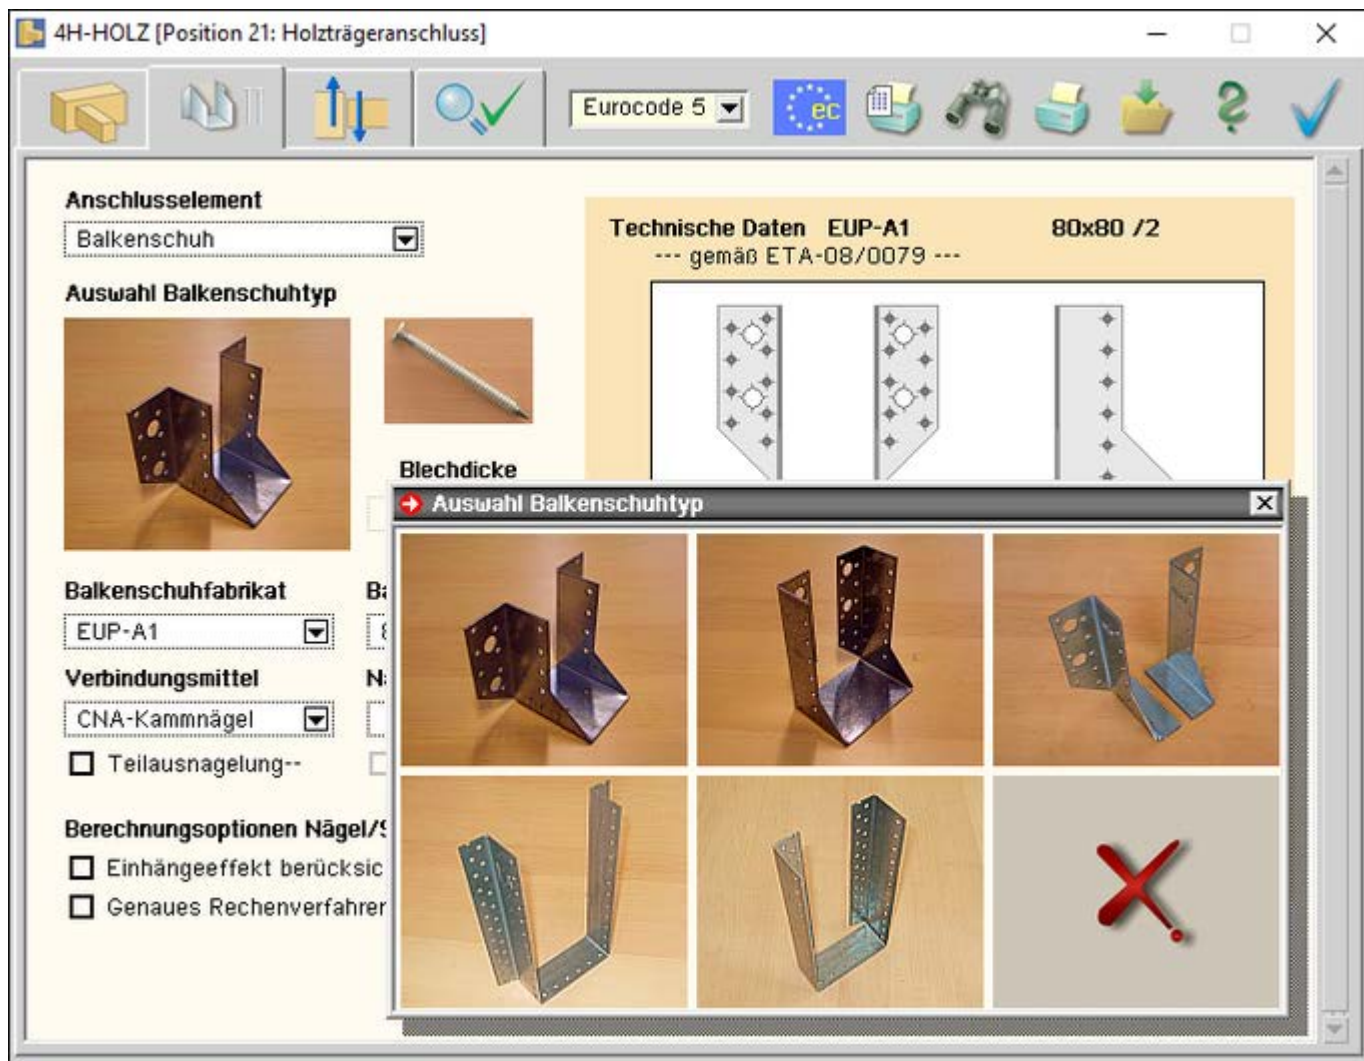 4H-HOLZ [Position 21: Holzträgeranschluss]
Eurocode 5
ec
Anschlusselement
Balkenschuh
Technische Daten EUP-A1 80x80 /2
--- gemäß ETA-08/0079 ---
Auswahl Balkenschuhtyp
Blechdicke
Auswahl Balkenschuhtyp
Balkenschuhfabrikat
EUP-A1
Verbindungsmittel
CNA-Kammnägel
Teilausnagelung--
Berechnungsoptionen Nägel/S
Einhängeeffekt berücksic
Genaues Rechenverfahrer